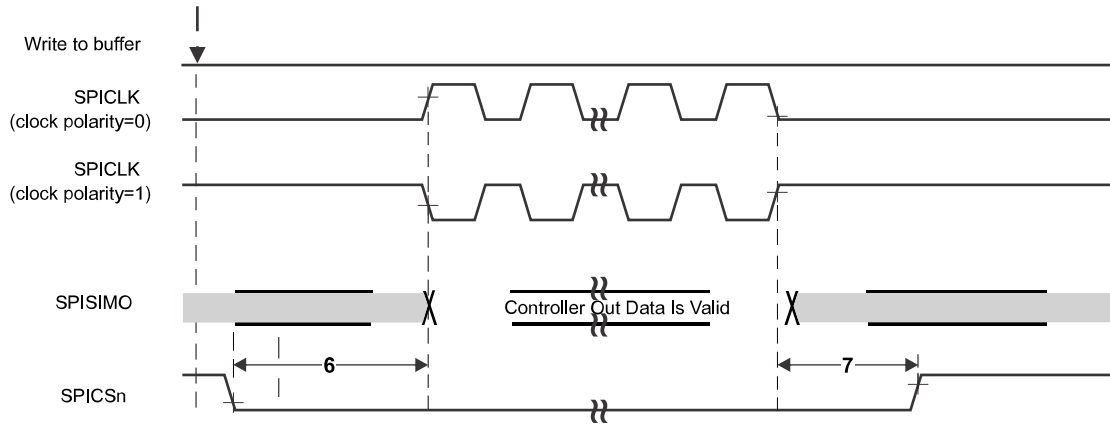 Write to buffer
SPICLK
(clock polarity=0)
SPICLK
(clock polarity=1)
SPISIMO
Controller Out Data Is Valid
6
7
SPICSn